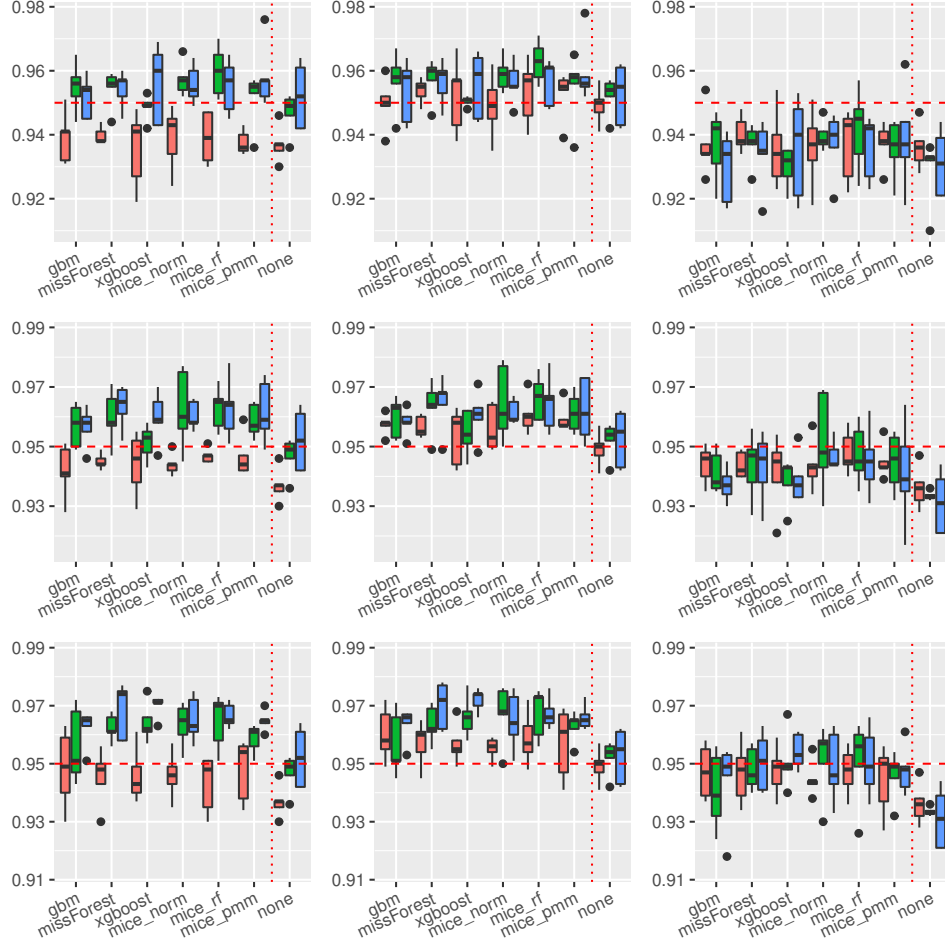 0.98
0.96
0.94
0.92
gbm
missForest
xgboost
mice_norm
mice_rf
mice_pmm
none
0.98
0.96
0.94
0.92
gbm
missForest
xgboost
mice_norm
mice_rf
mice_pmm
none
0.98
0.96
0.94
0.92
gbm
missForest
xgboost
mice_norm
mice_rf
mice_pmm
none
0.99
0.97
0.95
0.93
gbm
missForest
xgboost
mice_norm
mice_rf
mice_pmm
none
0.99
0.97
0.95
0.93
gbm
missForest
xgboost
mice_norm
mice_rf
mice_pmm
none
0.99
0.97
0.95
0.93
gbm
missForest
xgboost
mice_norm
mice_rf
mice_pmm
none
0.99
0.97
0.95
0.93
0.91
gbm
missForest
xgboost
mice_norm
mice_rf
mice_pmm
none
0.99
0.97
0.95
0.93
0.91
gbm
missForest
xgboost
mice_norm
mice_rf
mice_pmm
none
0.99
0.97
0.95
0.93
0.91
gbm
missForest
xgboost
mice_norm
mice_rf
mice_pmm
none